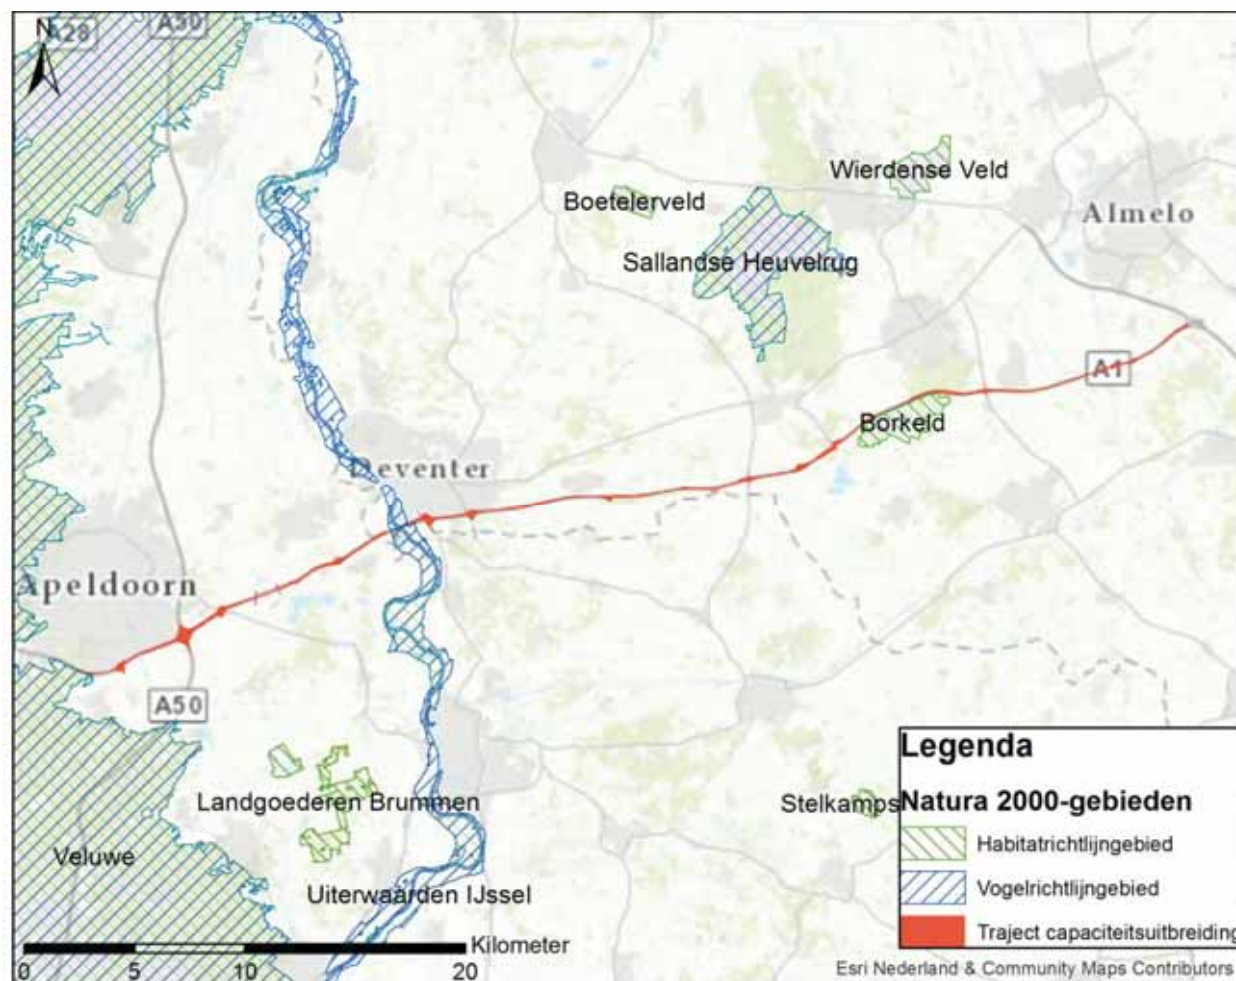 A50
N
A28
Wierdense Veld
Boetelerveld
Almelo
Sallandse Heuvelrug
A1
Borkeld
Deventer
Apeldoorn
A50
Legenda
Natura 2000-gebieden
Habitatrichtlijngebied
Vogelrichtlijngebied
Traject capaciteitsuitbreiding
Stelkamps
Landgoederen Brummen
Veluwe
Uiterwaarden IJssel
Kilometer
0 5 10 20
Esri Nederland & Community Maps Contributors